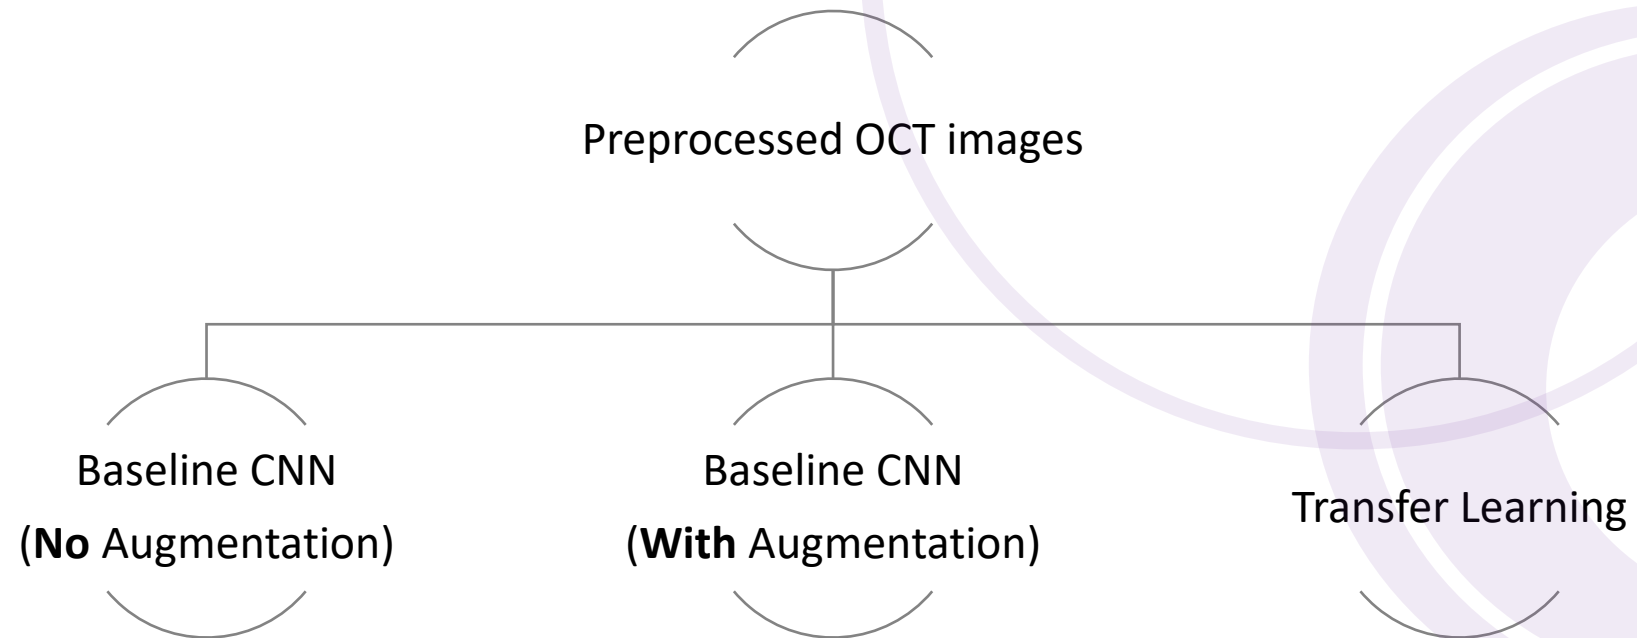 Preprocessed OCT images
Baseline CNN
(No Augmentation)
Baseline CNN
(With Augmentation)
Transfer Learning